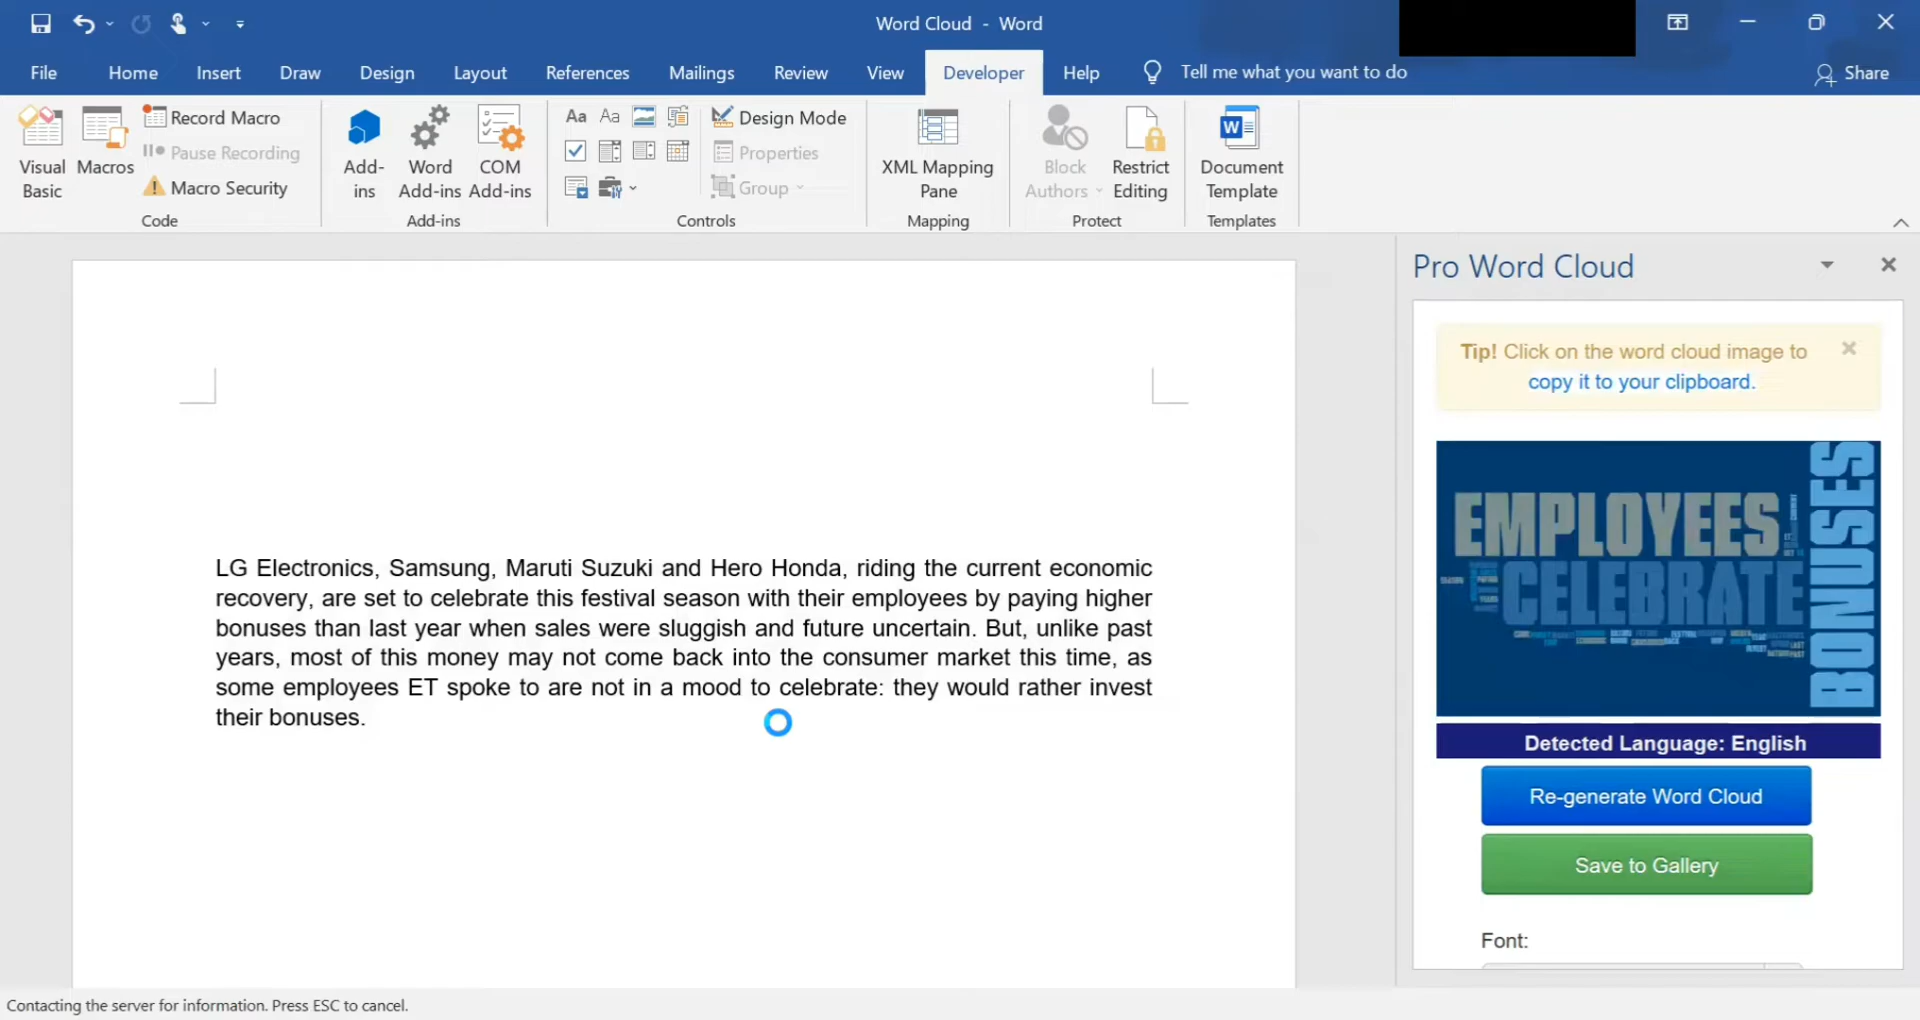 Word Cloud - Word
File Home Insert Draw Design Layout References Mailings Review View Developer Help Tell me what you want to do Share
Visual Basic
Macros
Record Macro
Pause Recording
Macro Security
Code
Add-ins
Word Add-ins
COM Add-ins
Add-ins
Aa Aa
Design Mode
Properties
Group
Controls
XML Mapping Pane
Mapping
Block Authors
Restrict Editing
Protect
Document Template
Templates
LG Electronics, Samsung, Maruti Suzuki and Hero Honda, riding the current economic
recovery, are set to celebrate this festival season with their employees by paying higher
bonuses than last year when sales were sluggish and future uncertain. But, unlike past
years, most of this money may not come back into the consumer market this time, as
some employees ET spoke to are not in a mood to celebrate: they would rather invest
their bonuses.
Pro Word Cloud
Tip! Click on the word cloud image to
copy it to your clipboard.
EMPLOYEES
CELEBRATE
BONUSES
Detected Language: English
Re-generate Word Cloud
Save to Gallery
Font:
Contacting the server for information. Press ESC to cancel.